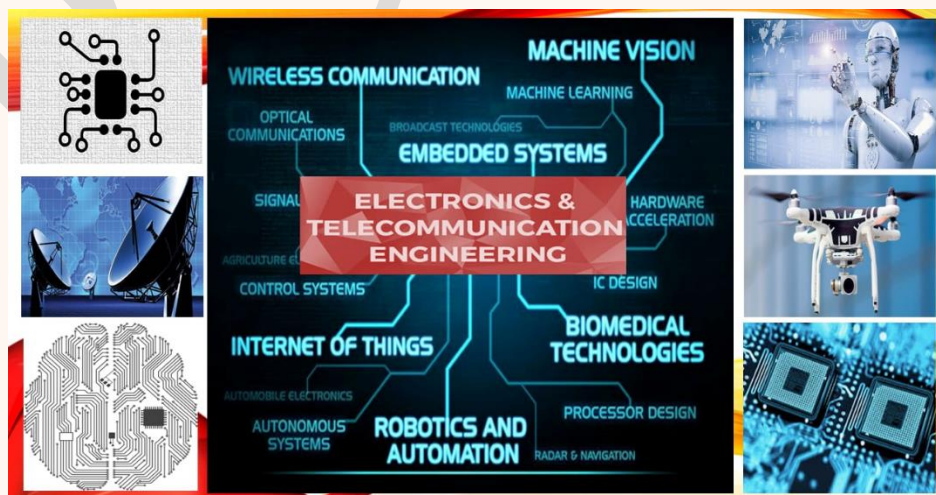 MACHINE VISION
WIRELESS COMMUNICATION
MACHINE LEARNING
OPTICAL
COMMUNICATIONS
BROADCAST TECHNOLOGIES
EMBEDDED SYSTEMS
ELECTRONICS &
TELECOMMUNICATION
ENGINEERING
HARDWARE
CONTROL SYSTEMS
IC DESIGN
INTERNET OF THINGS
BIOMEDICAL
TECHNOLOGIES
AUTOMOBILE ELECTRONICS
AUTONOMOUS
SYSTEMS
PROCESSOR DESIGN
ROBOTICS AND
AUTOMATION
RADAR & NAVIGATION